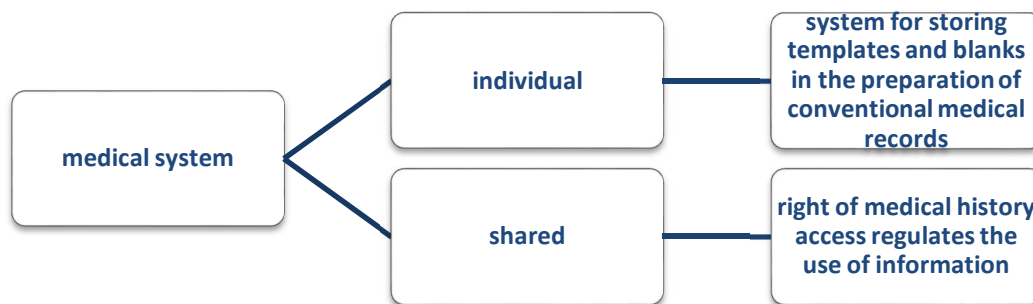 medical system
individual
system for storing
templates and blanks
in the preparation of
conventional medical
records
shared
right of medical history
access regulates the
use of information